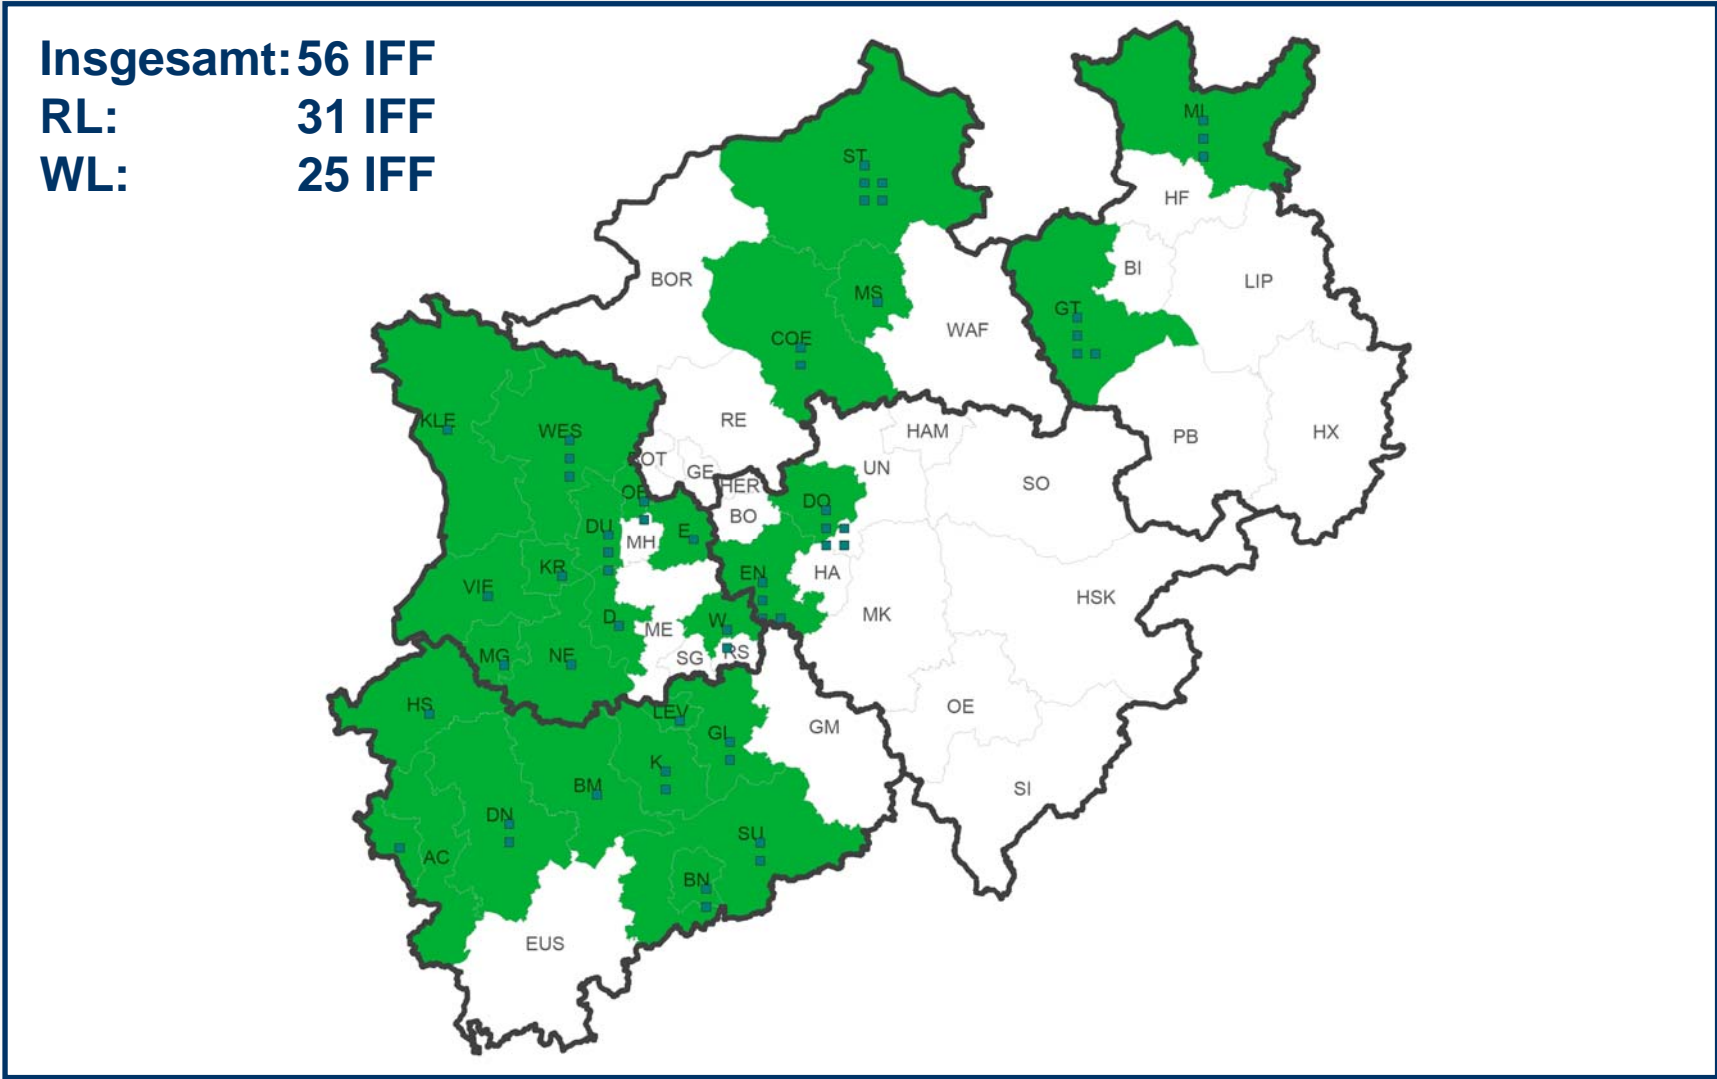 Insgesamt: 56 IFF
RL: 31 IFF
WL: 25 IFF
MI
ST
HF
BI
LIP
BOR
MS
GT
WAF
COE
KLE
WES
RE
HAM
PB
HX
BOT
GE
UN
SO
HER
OB
DO
BO
DU
E
MH
KR
EN
HA
VIE
HSK
MK
D
W
ME
MG
NE
SG
RS
HS
LEV
OE
GL
GM
K
BM
SI
DN
SU
AC
BN
EUS